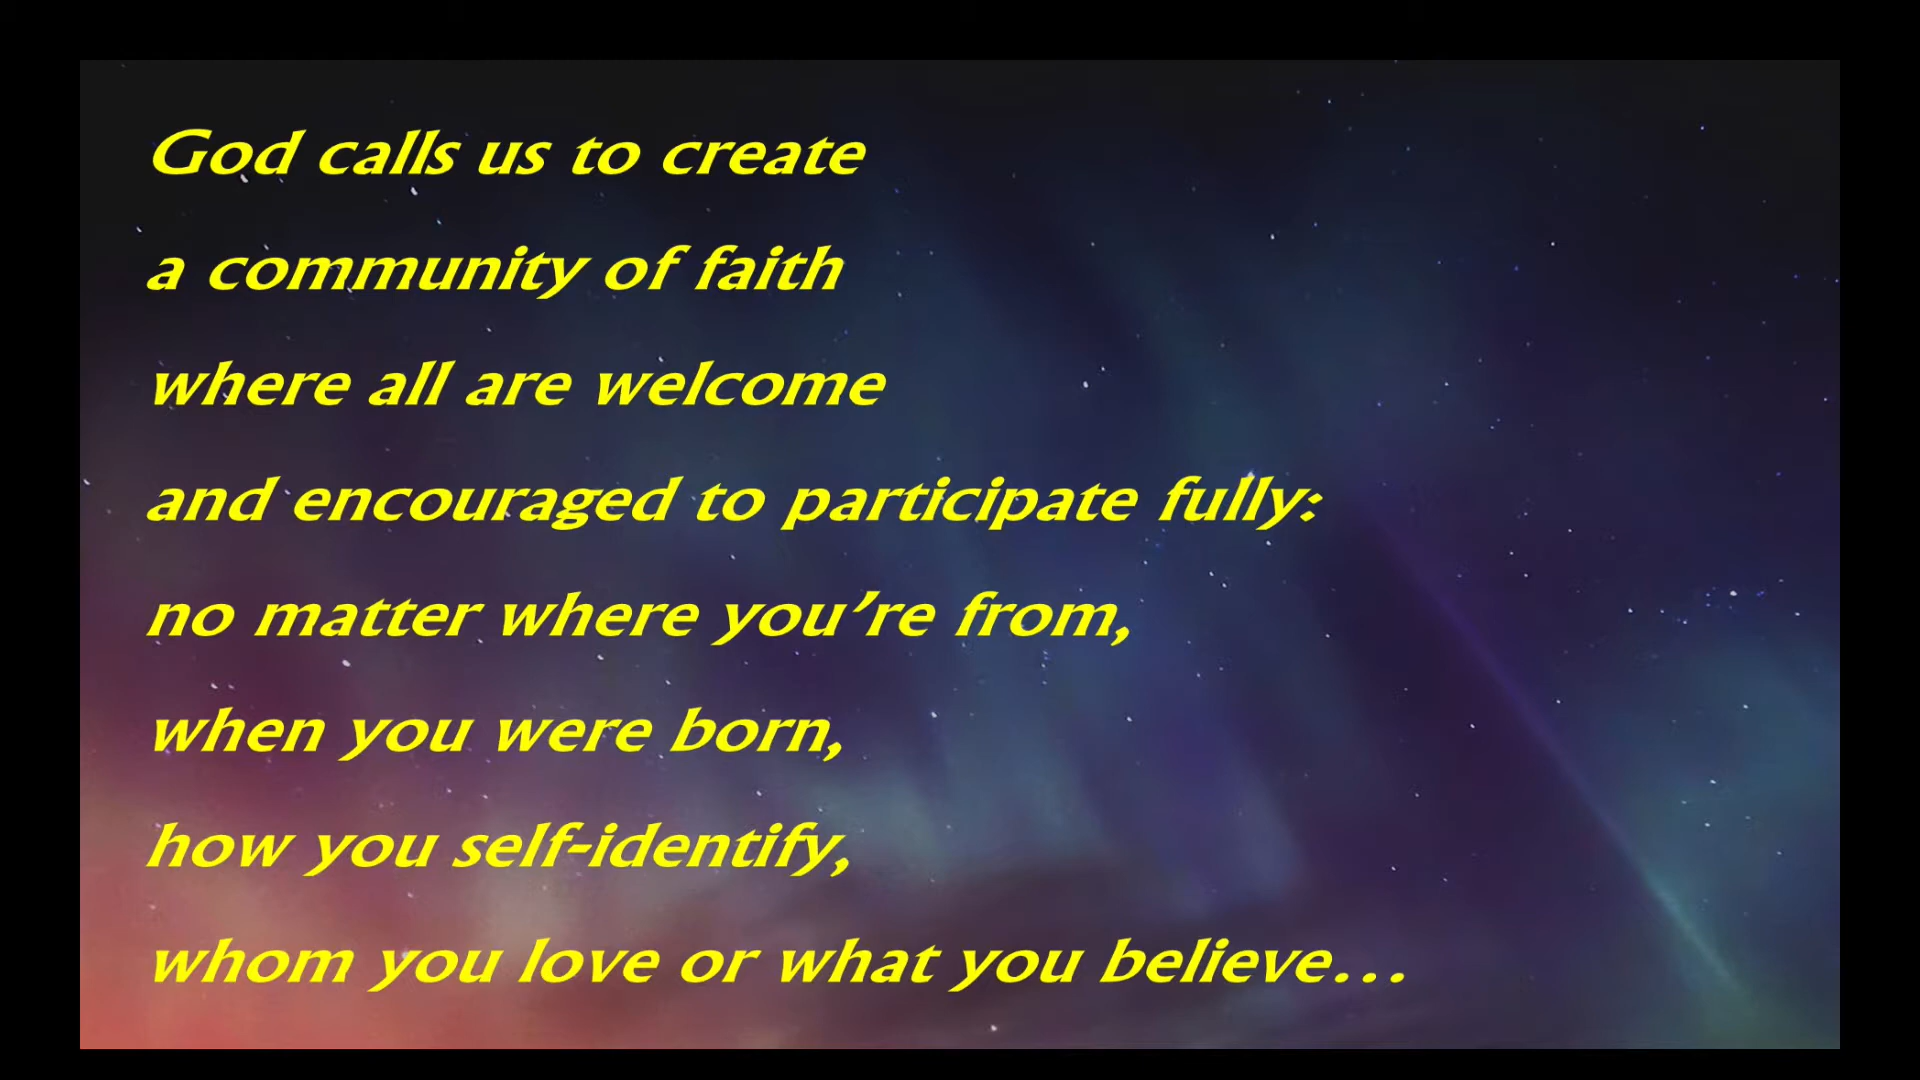 God calls us to create
a community of faith
where all are welcome
and encouraged to participate fully:
no matter where you’re from,
when you were born,
how you self-identify,
whom you love or what you believe…